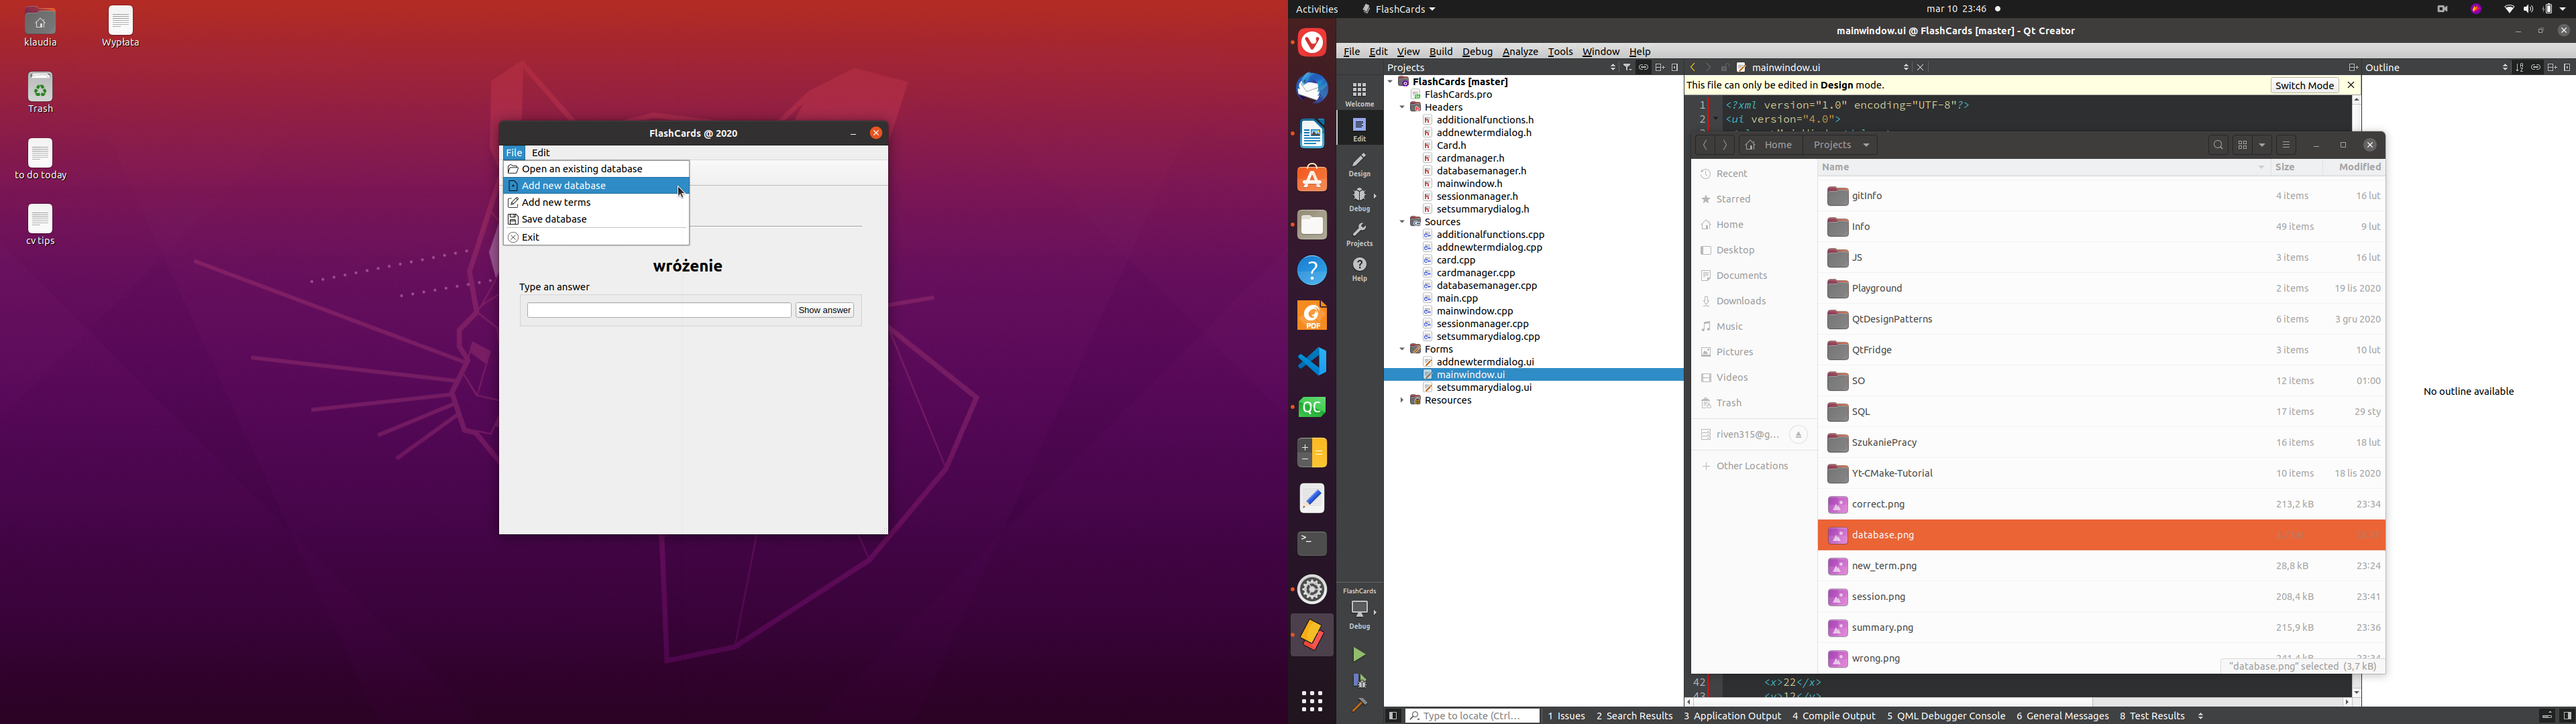 klaudia
Wypłata
Trash
to do today
cv tips
FlashCards @ 2020
File Edit
Open an existing database
Add new database
Add new terms
Save database
Exit
wróżenie
Type an answer
Show answer
Activities FlashCards mar 10 23:46
mainwindow.ui @ FlashCards [master] - Qt Creator
File Edit View Build Debug Analyze Tools Window Help
Projects
mainwindow.ui
Outline
Welcome
Edit
Design
Debug
Projects
Help
FlashCards
Debug
FlashCards [master]
FlashCards.pro
Headers
additionalfunctions.h
addnewtermdialog.h
Card.h
cardmanager.h
databasemanager.h
mainwindow.h
sessionmanager.h
setsummarydialog.h
Sources
additionalfunctions.cpp
addnewtermdialog.cpp
card.cpp
cardmanager.cpp
databasemanager.cpp
main.cpp
mainwindow.cpp
sessionmanager.cpp
setsummarydialog.cpp
Forms
addnewtermdialog.ui
mainwindow.ui
setsummarydialog.ui
Resources
This file can only be edited in Design mode.
Switch Mode
1 <?xml version="1.0" encoding="UTF-8"?>
2 <ui version="4.0">
Home Projects
Recent
Starred
Home
Desktop
Documents
Downloads
Music
Pictures
Videos
Trash
riven315@g...
Other Locations
Name Size Modified
gitInfo 4 items 16 lut
Info 49 items 9 lut
JS 3 items 16 lut
Playground 2 items 19 lis 2020
QtDesignPatterns 6 items 3 gru 2020
QtFridge 3 items 10 lut
SO 12 items 01:00
SQL 17 items 29 sty
SzukaniePracy 16 items 18 lut
Yt-CMake-Tutorial 10 items 18 lis 2020
correct.png 213,2 kB 23:34
database.png
new_term.png 28,8 kB 23:24
session.png 208,4 kB 23:41
summary.png 215,9 kB 23:36
wrong.png
"database.png" selected (3,7 kB)
42 <x>22</x>
43 <y>12</y>
No outline available
PDF
QC
Type to locate (Ctrl... 1 Issues 2 Search Results 3 Application Output 4 Compile Output 5 QML Debugger Console 6 General Messages 8 Test Results